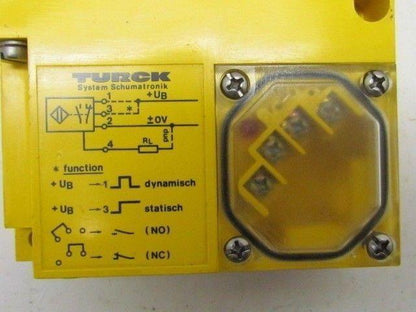 TURCK
System Schumatronik
1 +UB
3 *
2 ±0V
pnp
4 RL
* function
+UB → 1 dynamisch
+UB → 3 statisch
(NO)
(NC)